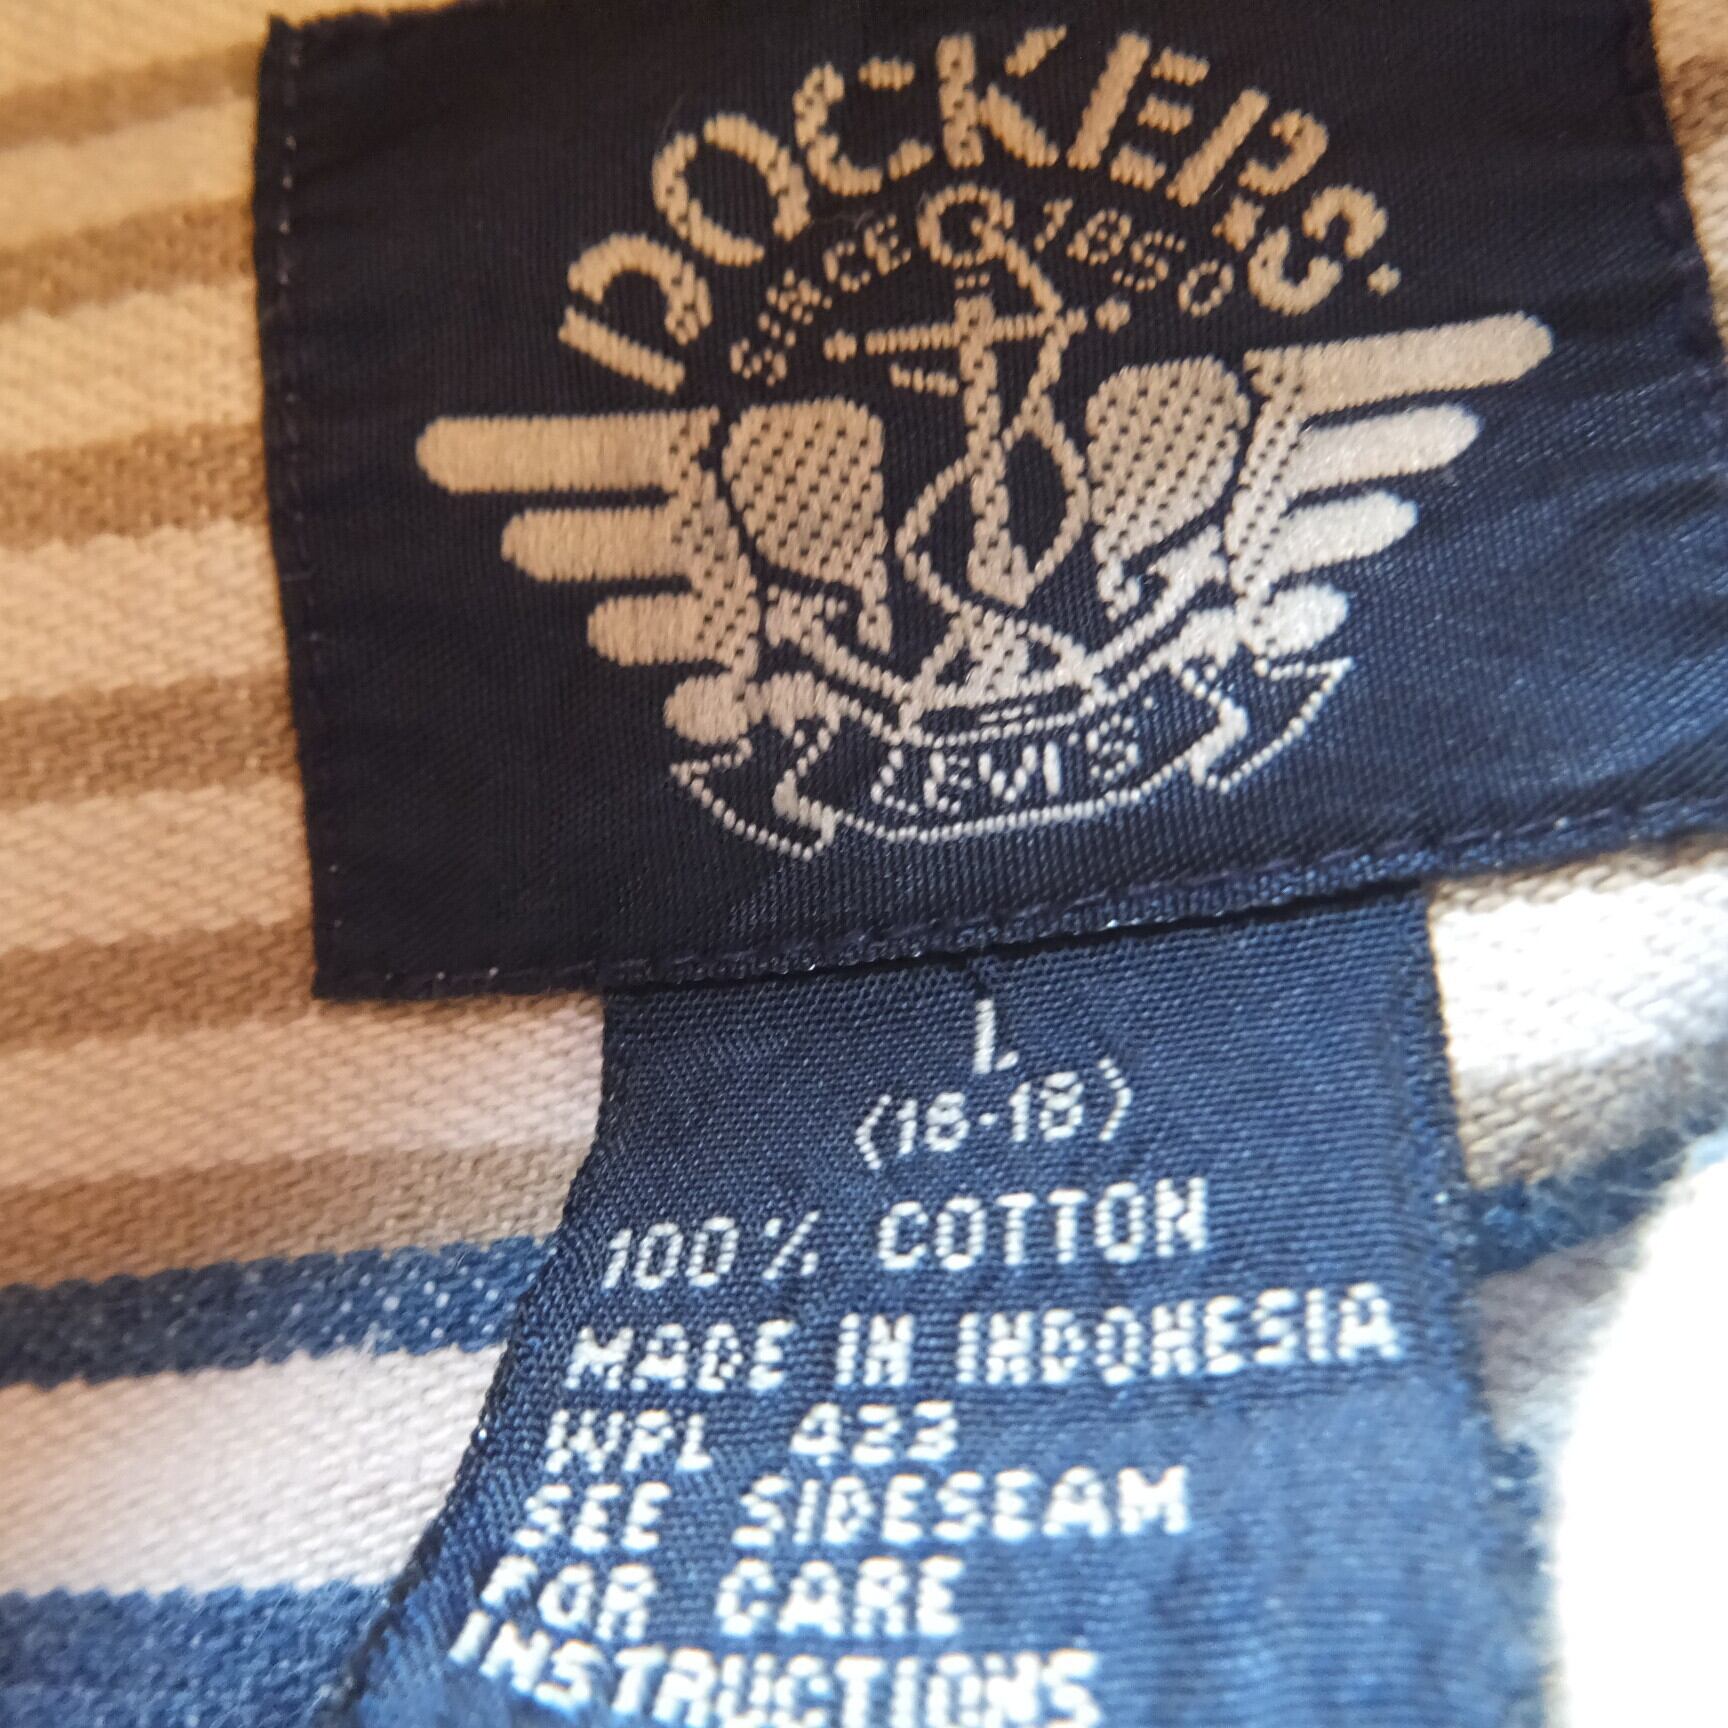 DOCKERS
SINCE 1850
LEVI'S
L
(16-18)
100% COTTON
MADE IN INDONESIA
WPL 423
SEE SIDESEAM
FOR CARE
INSTRUCTIONS